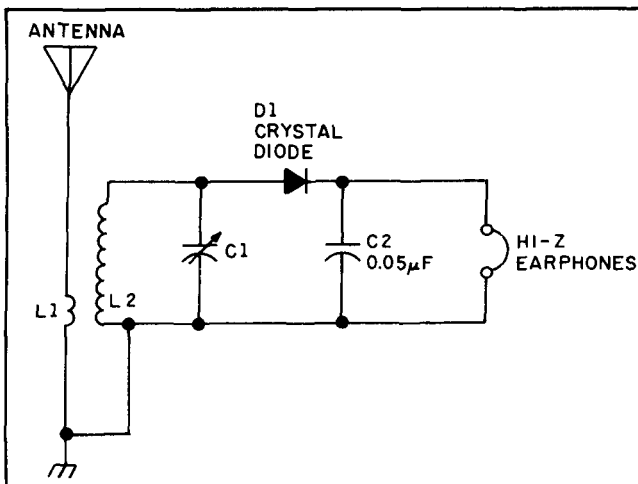 ANTENNA
D1
CRYSTAL
DIODE
C1
C2
0.05µF
HI-Z
EARPHONES
L1
L2